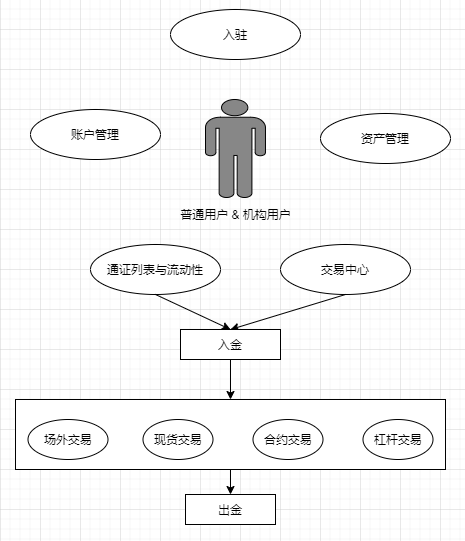 入驻
账户管理
资产管理
普通用户 & 机构用户
通证列表与流动性
交易中心
入金
场外交易
现货交易
合约交易
杠杆交易
出金